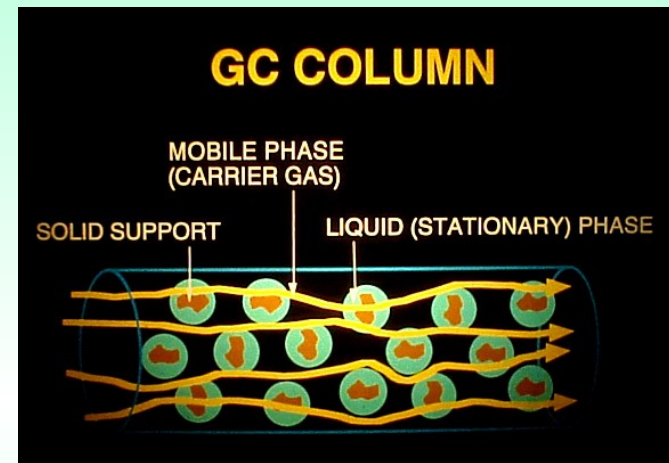 GC COLUMN
MOBILE PHASE
(CARRIER GAS)
SOLID SUPPORT
LIQUID (STATIONARY) PHASE